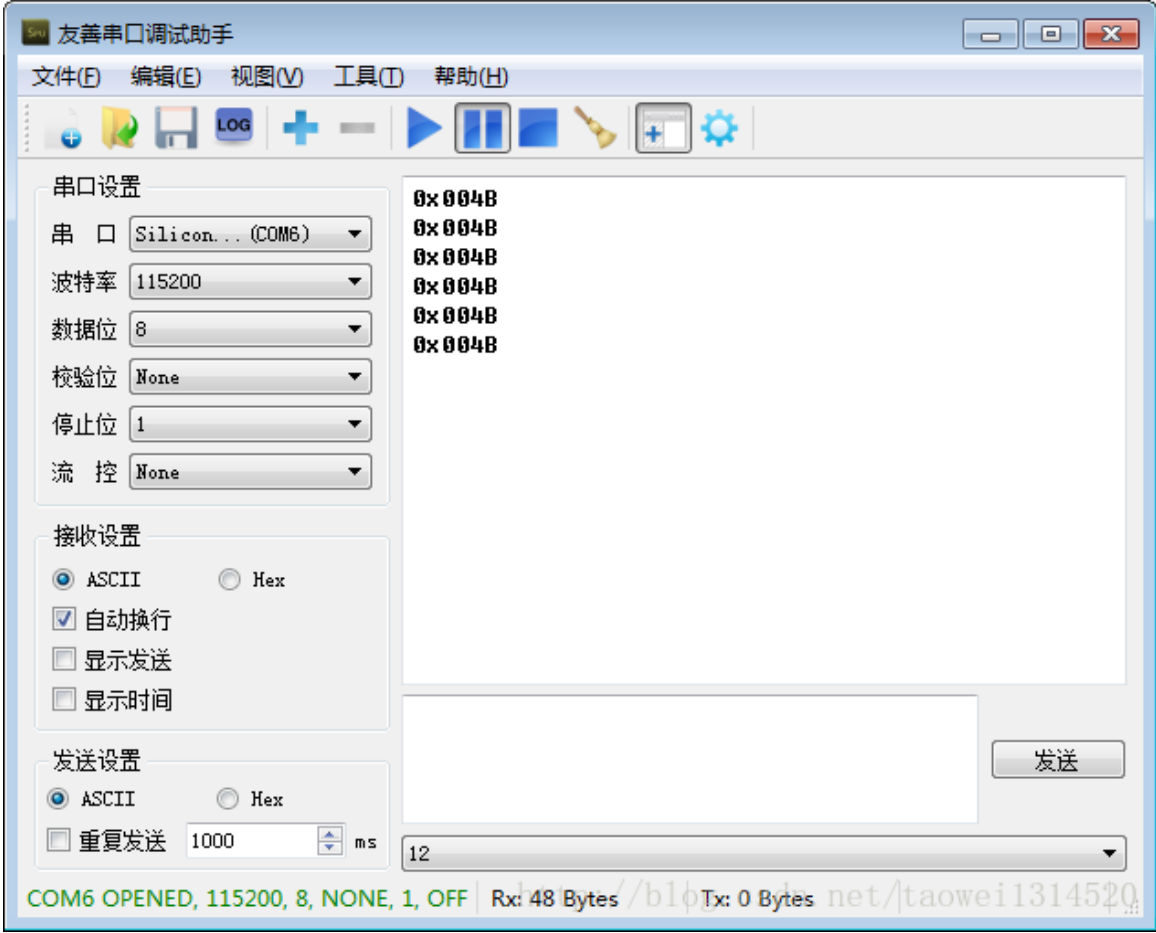 友善串口调试助手
文件(F) 编辑(E) 视图(V) 工具(T) 帮助(H)
LOG
串口设置
串 口 Silicon... (COM6)
波特率 115200
数据位 8
校验位 None
停止位 1
流 控 None
接收设置
ASCII Hex
自动换行
显示发送
显示时间
发送设置
ASCII Hex
重复发送 1000 ms
0x004B
0x004B
0x004B
0x004B
0x004B
0x004B
发送
12
COM6 OPENED, 115200, 8, NONE, 1, OFF Rx: 48 Bytes Tx: 0 Bytes
http://blog.csdn.net/taowei1314520